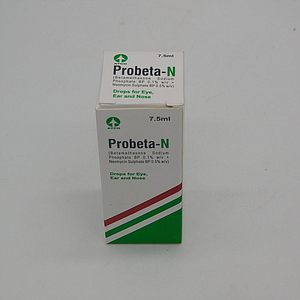 7.5ml
Probeta-N
(Betamethasone Sodium
Phosphate BP 0.1% w/v +
Neomycin Sulphate BP 0.5% w/v)
Drops for Eye,
Ear and Nose
7.5ml
Probeta-N
(Betamethasone Sodium
Phosphate BP 0.1% w/v +
Neomycin Sulphate BP 0.5% w/v)
Drops for Eye,
Ear and Nose